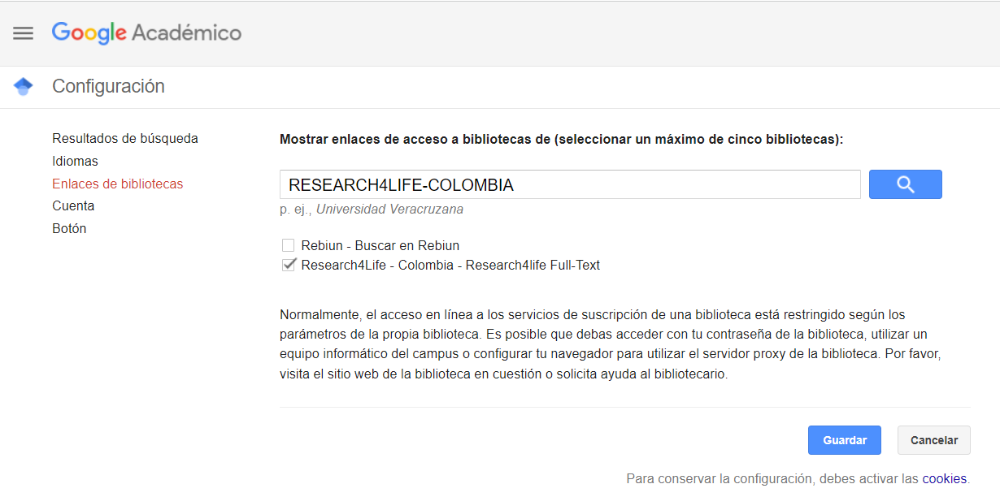 Google Académico
Configuración
Resultados de búsqueda
Idiomas
Enlaces de bibliotecas
Cuenta
Botón
Mostrar enlaces de acceso a bibliotecas de (seleccionar un máximo de cinco bibliotecas):
RESEARCH4LIFE-COLOMBIA
p. ej., Universidad Veracruzana
Rebiun - Buscar en Rebiun
Research4Life - Colombia - Research4life Full-Text
Normalmente, el acceso en línea a los servicios de suscripción de una biblioteca está restringido según los
parámetros de la propia biblioteca. Es posible que debas acceder con tu contraseña de la biblioteca, utilizar un
equipo informático del campus o configurar tu navegador para utilizar el servidor proxy de la biblioteca. Por favor,
visita el sitio web de la biblioteca en cuestión o solicita ayuda al bibliotecario.
Guardar
Cancelar
Para conservar la configuración, debes activar las cookies.